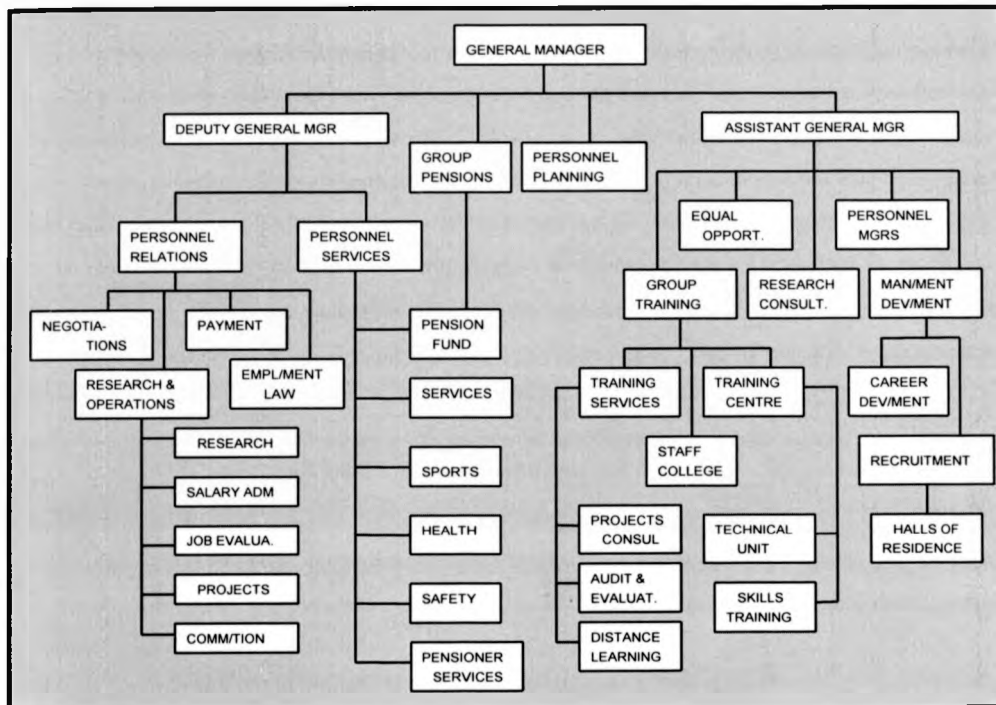 GENERAL MANAGER
DEPUTY GENERAL MGR
GROUP
PENSIONS
PERSONNEL
PLANNING
ASSISTANT GENERAL MGR
PERSONNEL
RELATIONS
PERSONNEL
SERVICES
EQUAL
OPPORT.
PERSONNEL
MGRS
GROUP
TRAINING
RESEARCH
CONSULT.
MAN/MENT
DEV/MENT
NEGOTIA-
TIONS
PAYMENT
RESEARCH &
OPERATIONS
EMPL/MENT
LAW
PENSION
FUND
SERVICES
SPORTS
HEALTH
SAFETY
PENSIONER
SERVICES
RESEARCH
SALARY ADM
JOB EVALUA.
PROJECTS
COMM/TION
TRAINING
SERVICES
TRAINING
CENTRE
CAREER
DEV/MENT
STAFF
COLLEGE
RECRUITMENT
PROJECTS
CONSUL
TECHNICAL
UNIT
HALLS OF
RESIDENCE
AUDIT &
EVALUAT.
SKILLS
TRAINING
DISTANCE
LEARNING